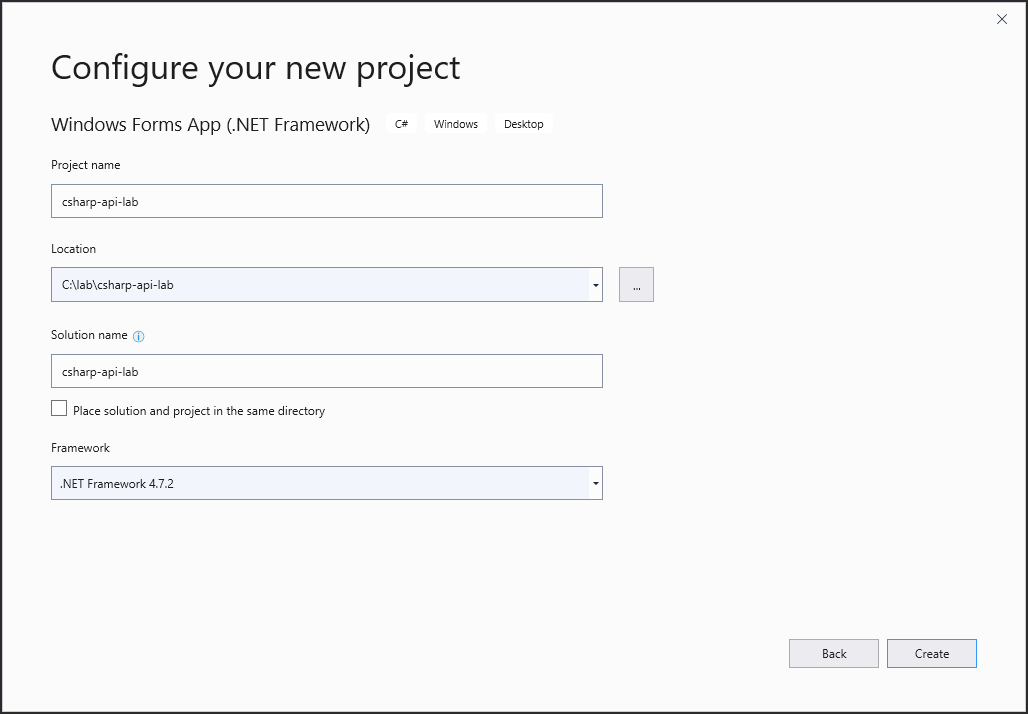 Configure your new project
Windows Forms App (.NET Framework) C# Windows Desktop
Project name
csharp-api-lab
Location
C:\lab\csharp-api-lab
...
Solution name
csharp-api-lab
Place solution and project in the same directory
Framework
.NET Framework 4.7.2
Back Create